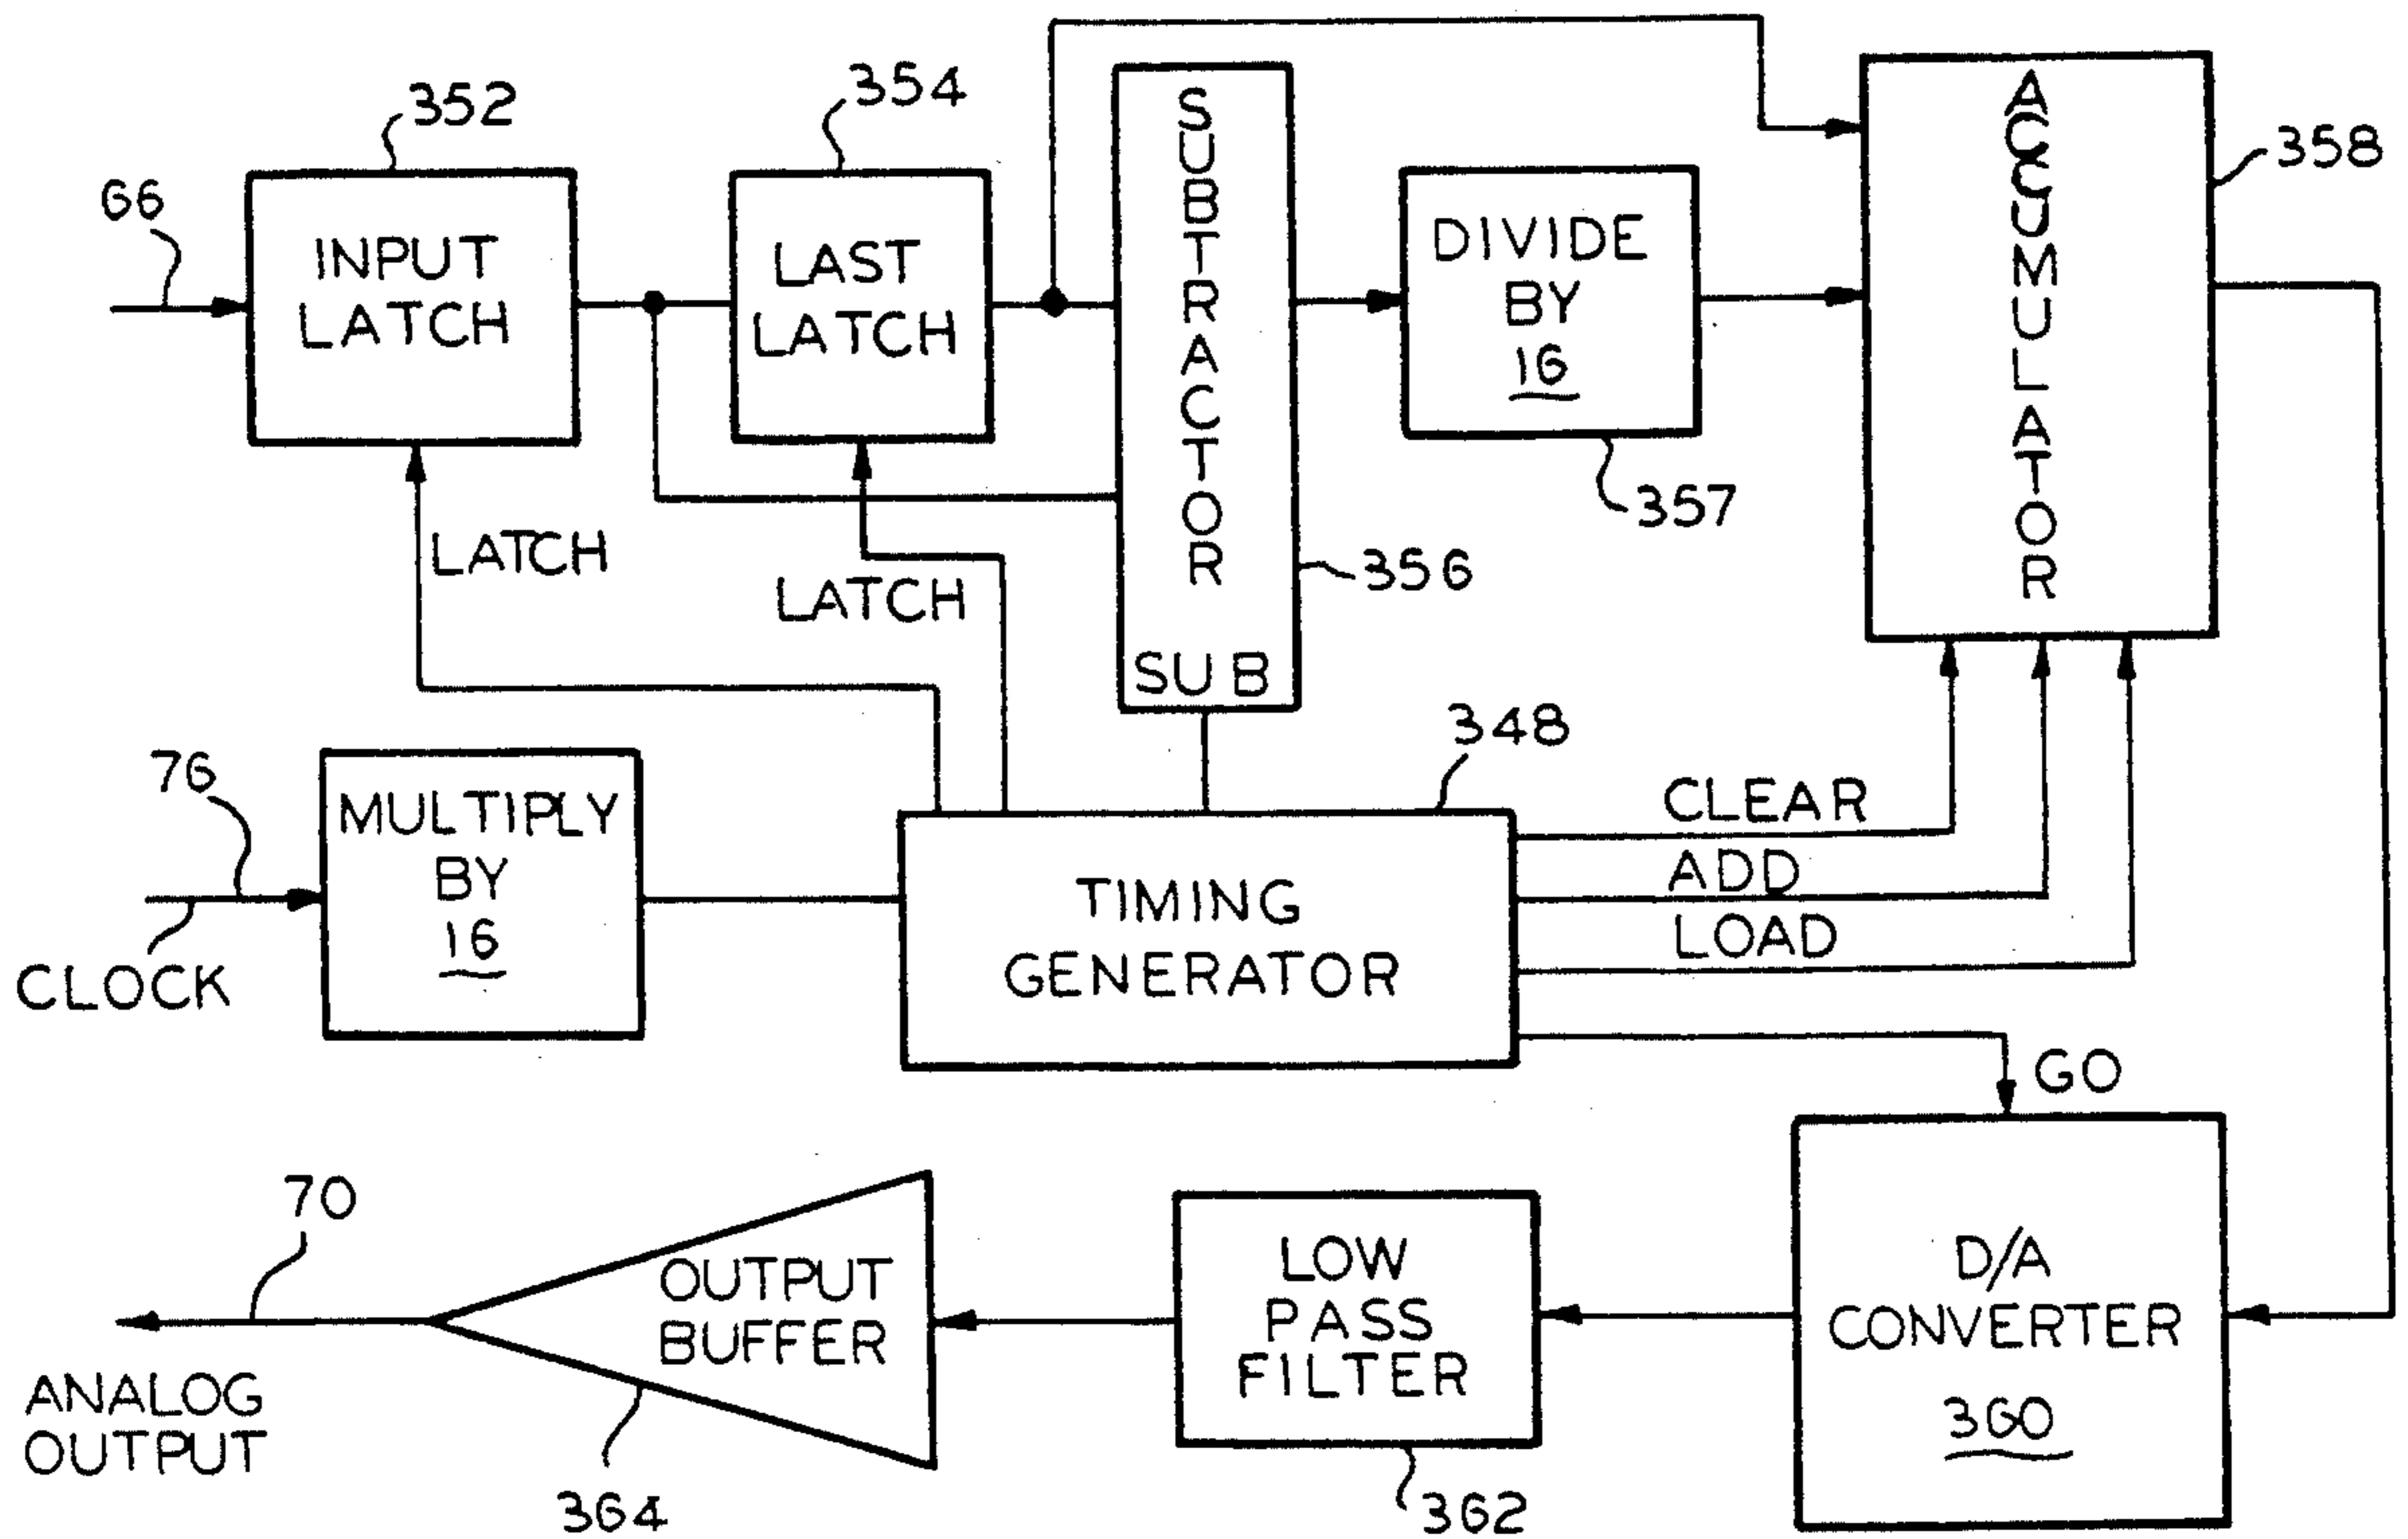 352
354
66
INPUT
LATCH
LAST
LATCH
SUBTRACTOR
SUB
DIVIDE
BY
16
357
ACCUMULATOR
358
356
LATCH
LATCH
348
76
CLOCK
MULTIPLY
BY
16
TIMING
GENERATOR
CLEAR
ADD
LOAD
GO
70
ANALOG
OUTPUT
OUTPUT
BUFFER
364
LOW
PASS
FILTER
362
D/A
CONVERTER
360